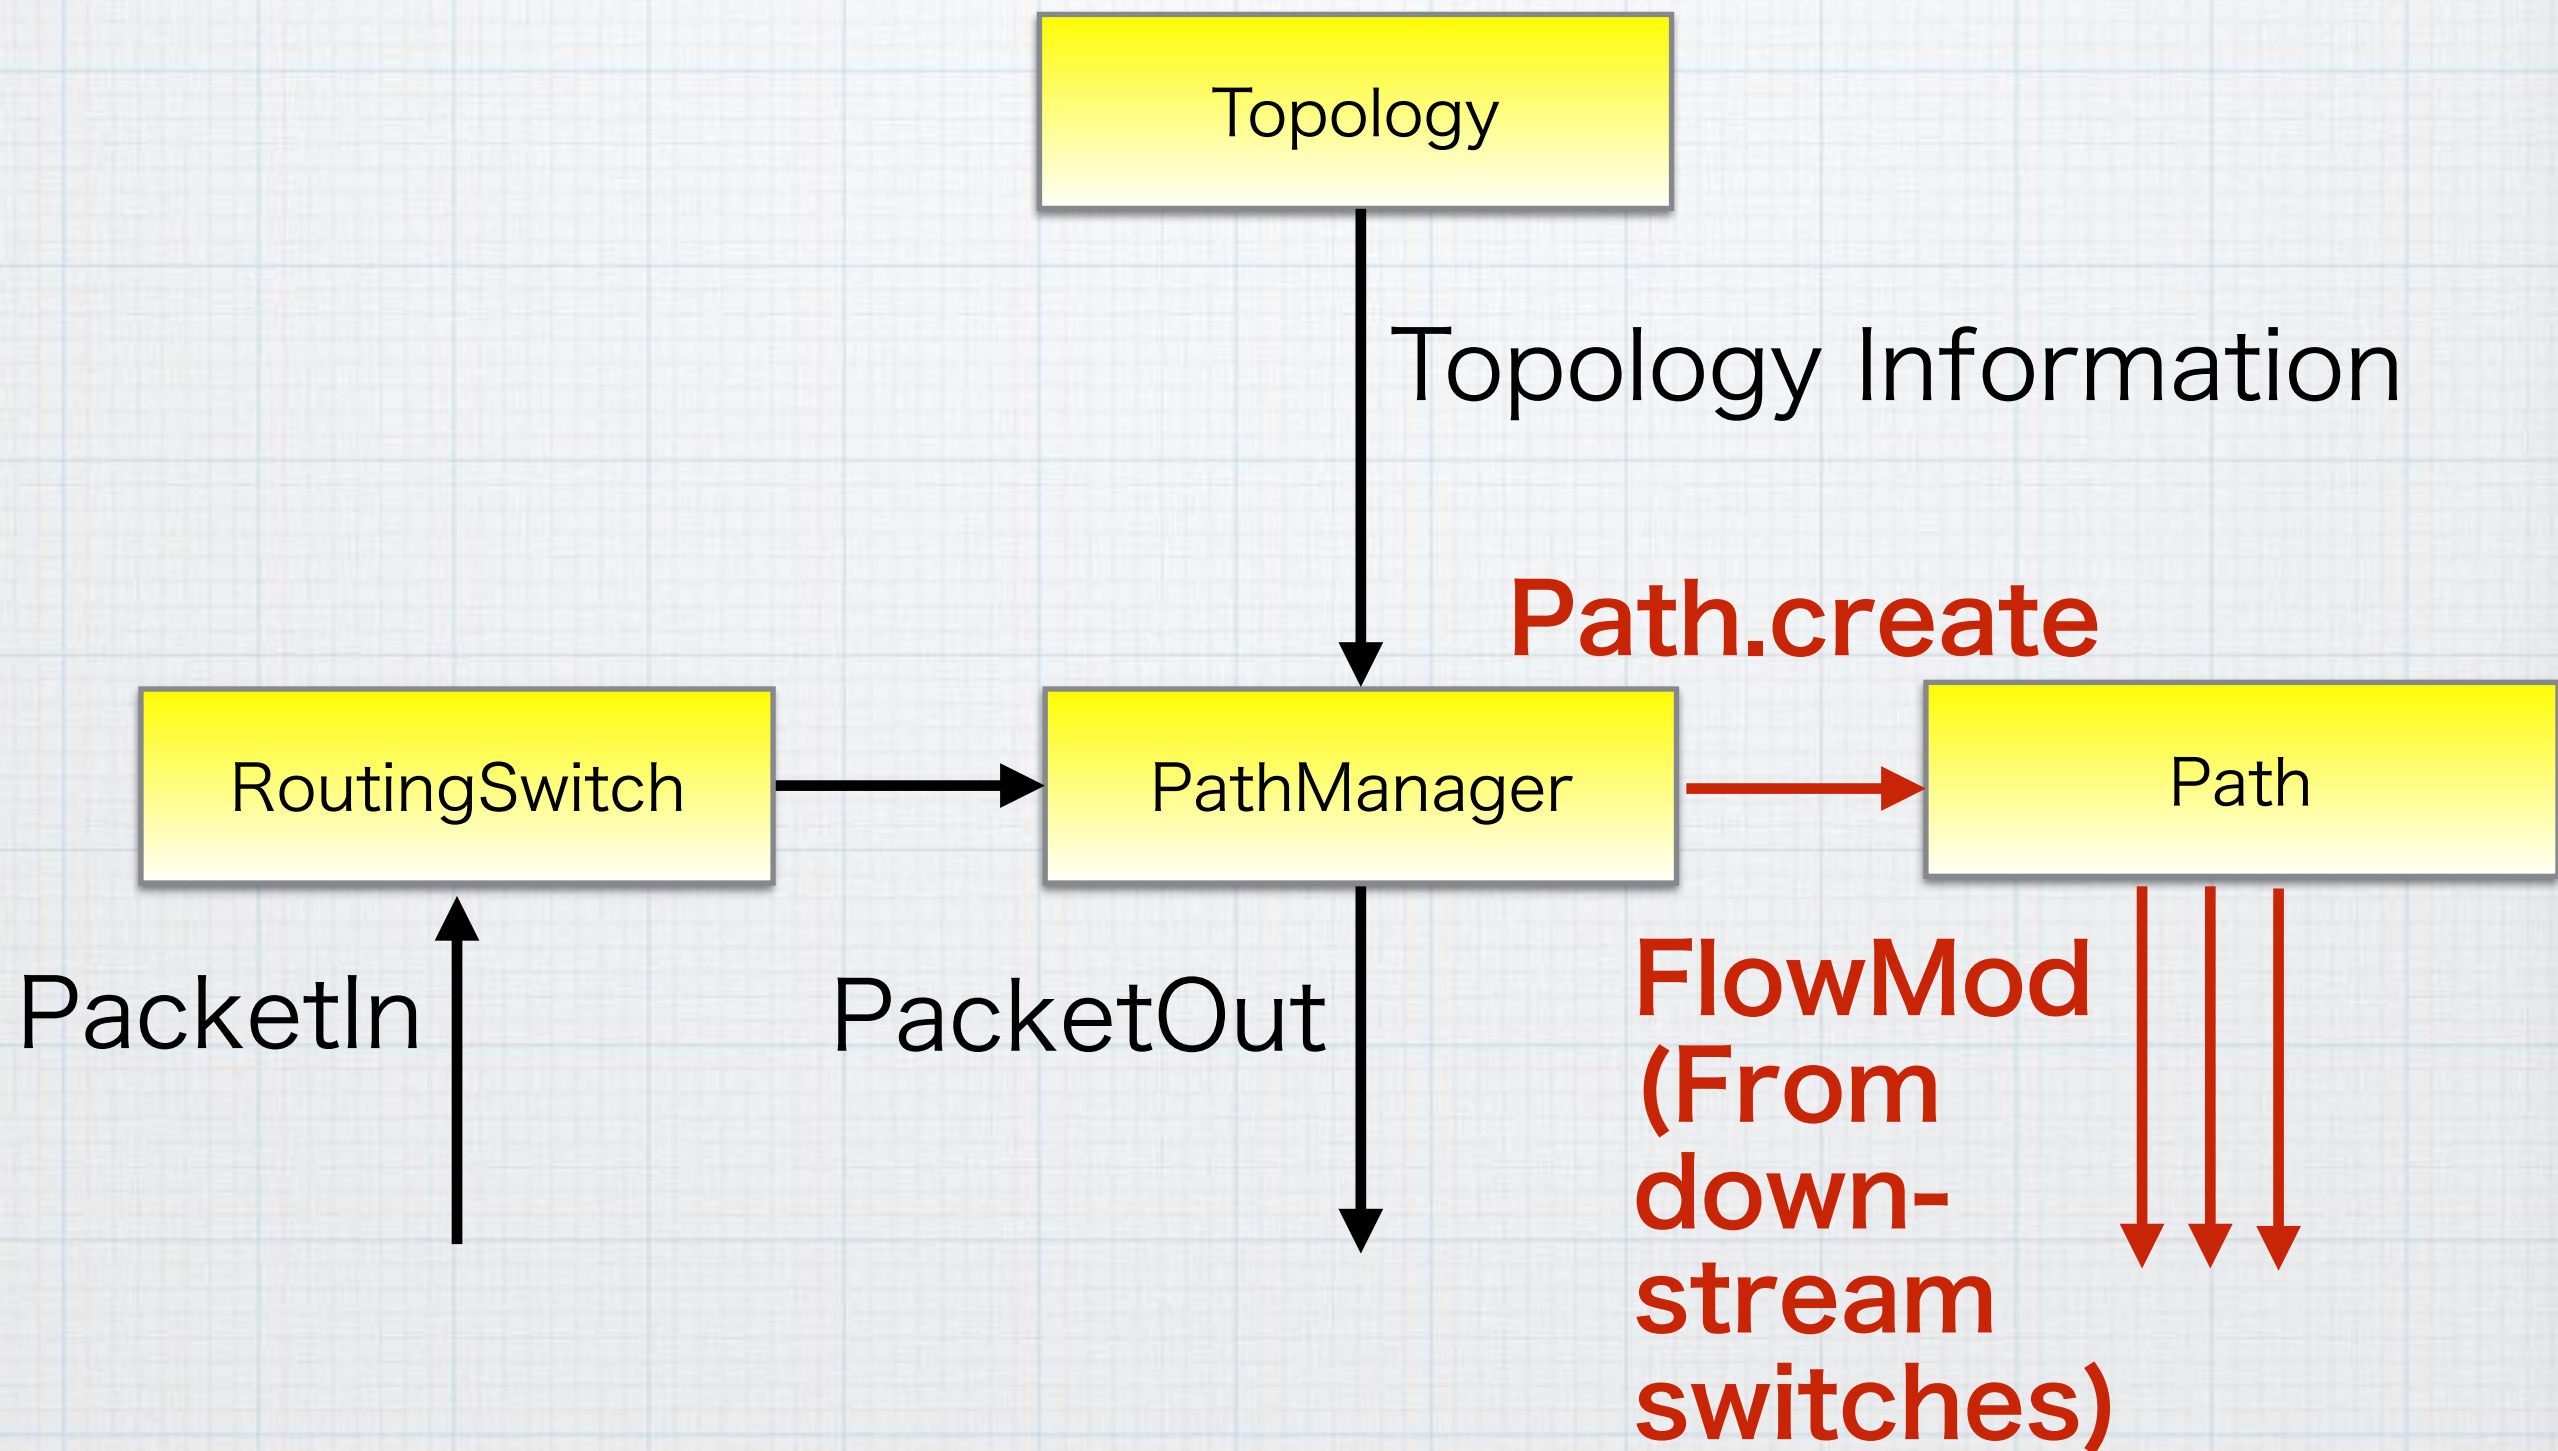 Topology
Topology Information
Path.create
RoutingSwitch
PathManager
Path
PacketIn
PacketOut
FlowMod
(From
down-
stream
switches)